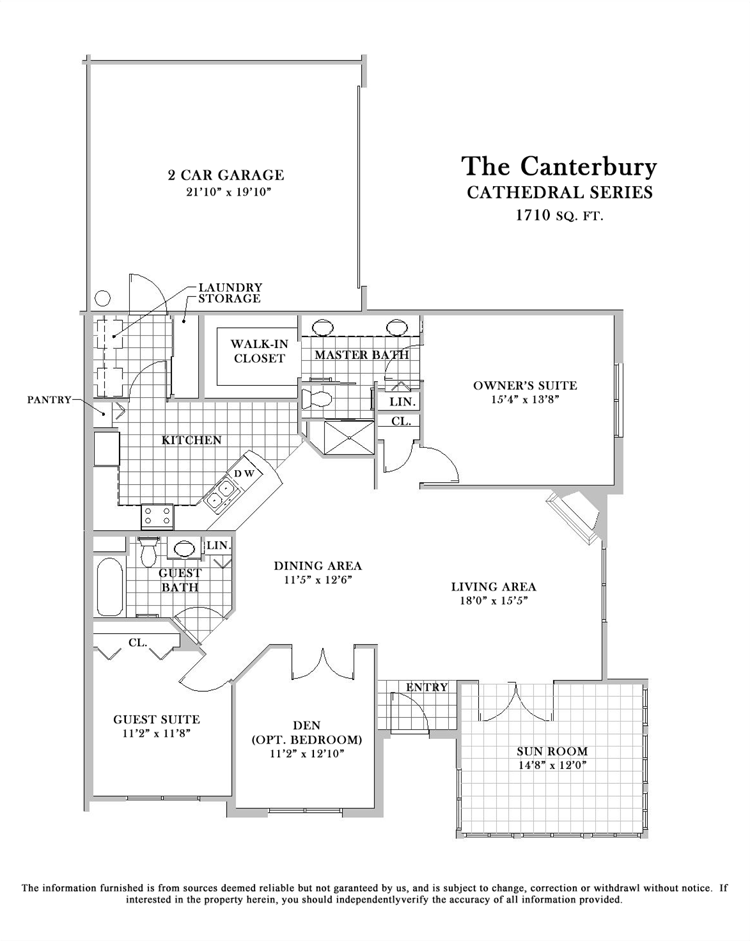 The Canterbury
CATHEDRAL SERIES
1710 SQ. FT.
2 CAR GARAGE
21'10" x 19'10"
LAUNDRY
STORAGE
WALK-IN
CLOSET
MASTER BATH
OWNER'S SUITE
15'4" x 13'8"
PANTRY
LIN.
CL.
KITCHEN
DW
LIN.
GUEST
BATH
DINING AREA
11'5" x 12'6"
LIVING AREA
18'0" x 15'5"
CL.
ENTRY
GUEST SUITE
11'2" x 11'8"
DEN
(OPT. BEDROOM)
11'2" x 12'10"
SUN ROOM
14'8" x 12'0"
The information furnished is from sources deemed reliable but not garanteed by us, and is subject to change, correction or withdrawl without notice. If
interested in the property herein, you should independentlyverify the accuracy of all information provided.